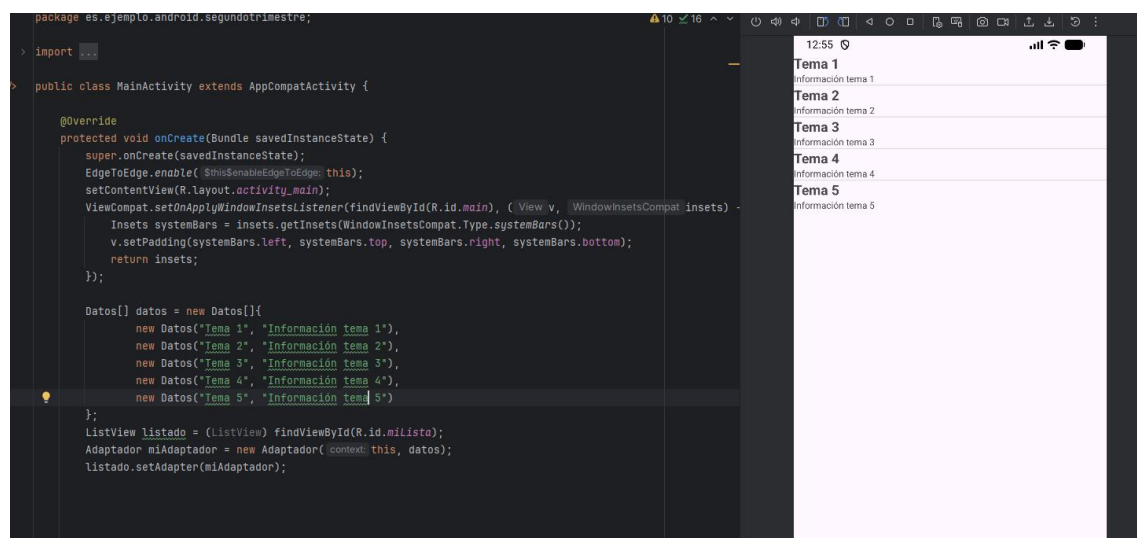 package es.ejemplo.android.segundotrimestre;
10 16
import ...
public class MainActivity extends AppCompatActivity {
@Override
protected void onCreate(Bundle savedInstanceState) {
super.onCreate(savedInstanceState);
EdgeToEdge.enable( $this$enableEdgeToEdge: this);
setContentView(R.layout.activity_main);
ViewCompat.setOnApplyWindowInsetsListener(findViewById(R.id.main), ( View v, WindowInsetsCompat insets) -
Insets systemBars = insets.getInsets(WindowInsetsCompat.Type.systemBars());
v.setPadding(systemBars.left, systemBars.top, systemBars.right, systemBars.bottom);
return insets;
});
Datos[] datos = new Datos[]{
new Datos("Tema 1", "Información tema 1"),
new Datos("Tema 2", "Información tema 2"),
new Datos("Tema 3", "Información tema 3"),
new Datos("Tema 4", "Información tema 4"),
new Datos("Tema 5", "Información tema 5")
};
ListView listado = (ListView) findViewById(R.id.miLista);
Adaptador miAdaptador = new Adaptador( context: this, datos);
listado.setAdapter(miAdaptador);
12:55
Tema 1
Información tema 1
Tema 2
Información tema 2
Tema 3
Información tema 3
Tema 4
Información tema 4
Tema 5
Información tema 5